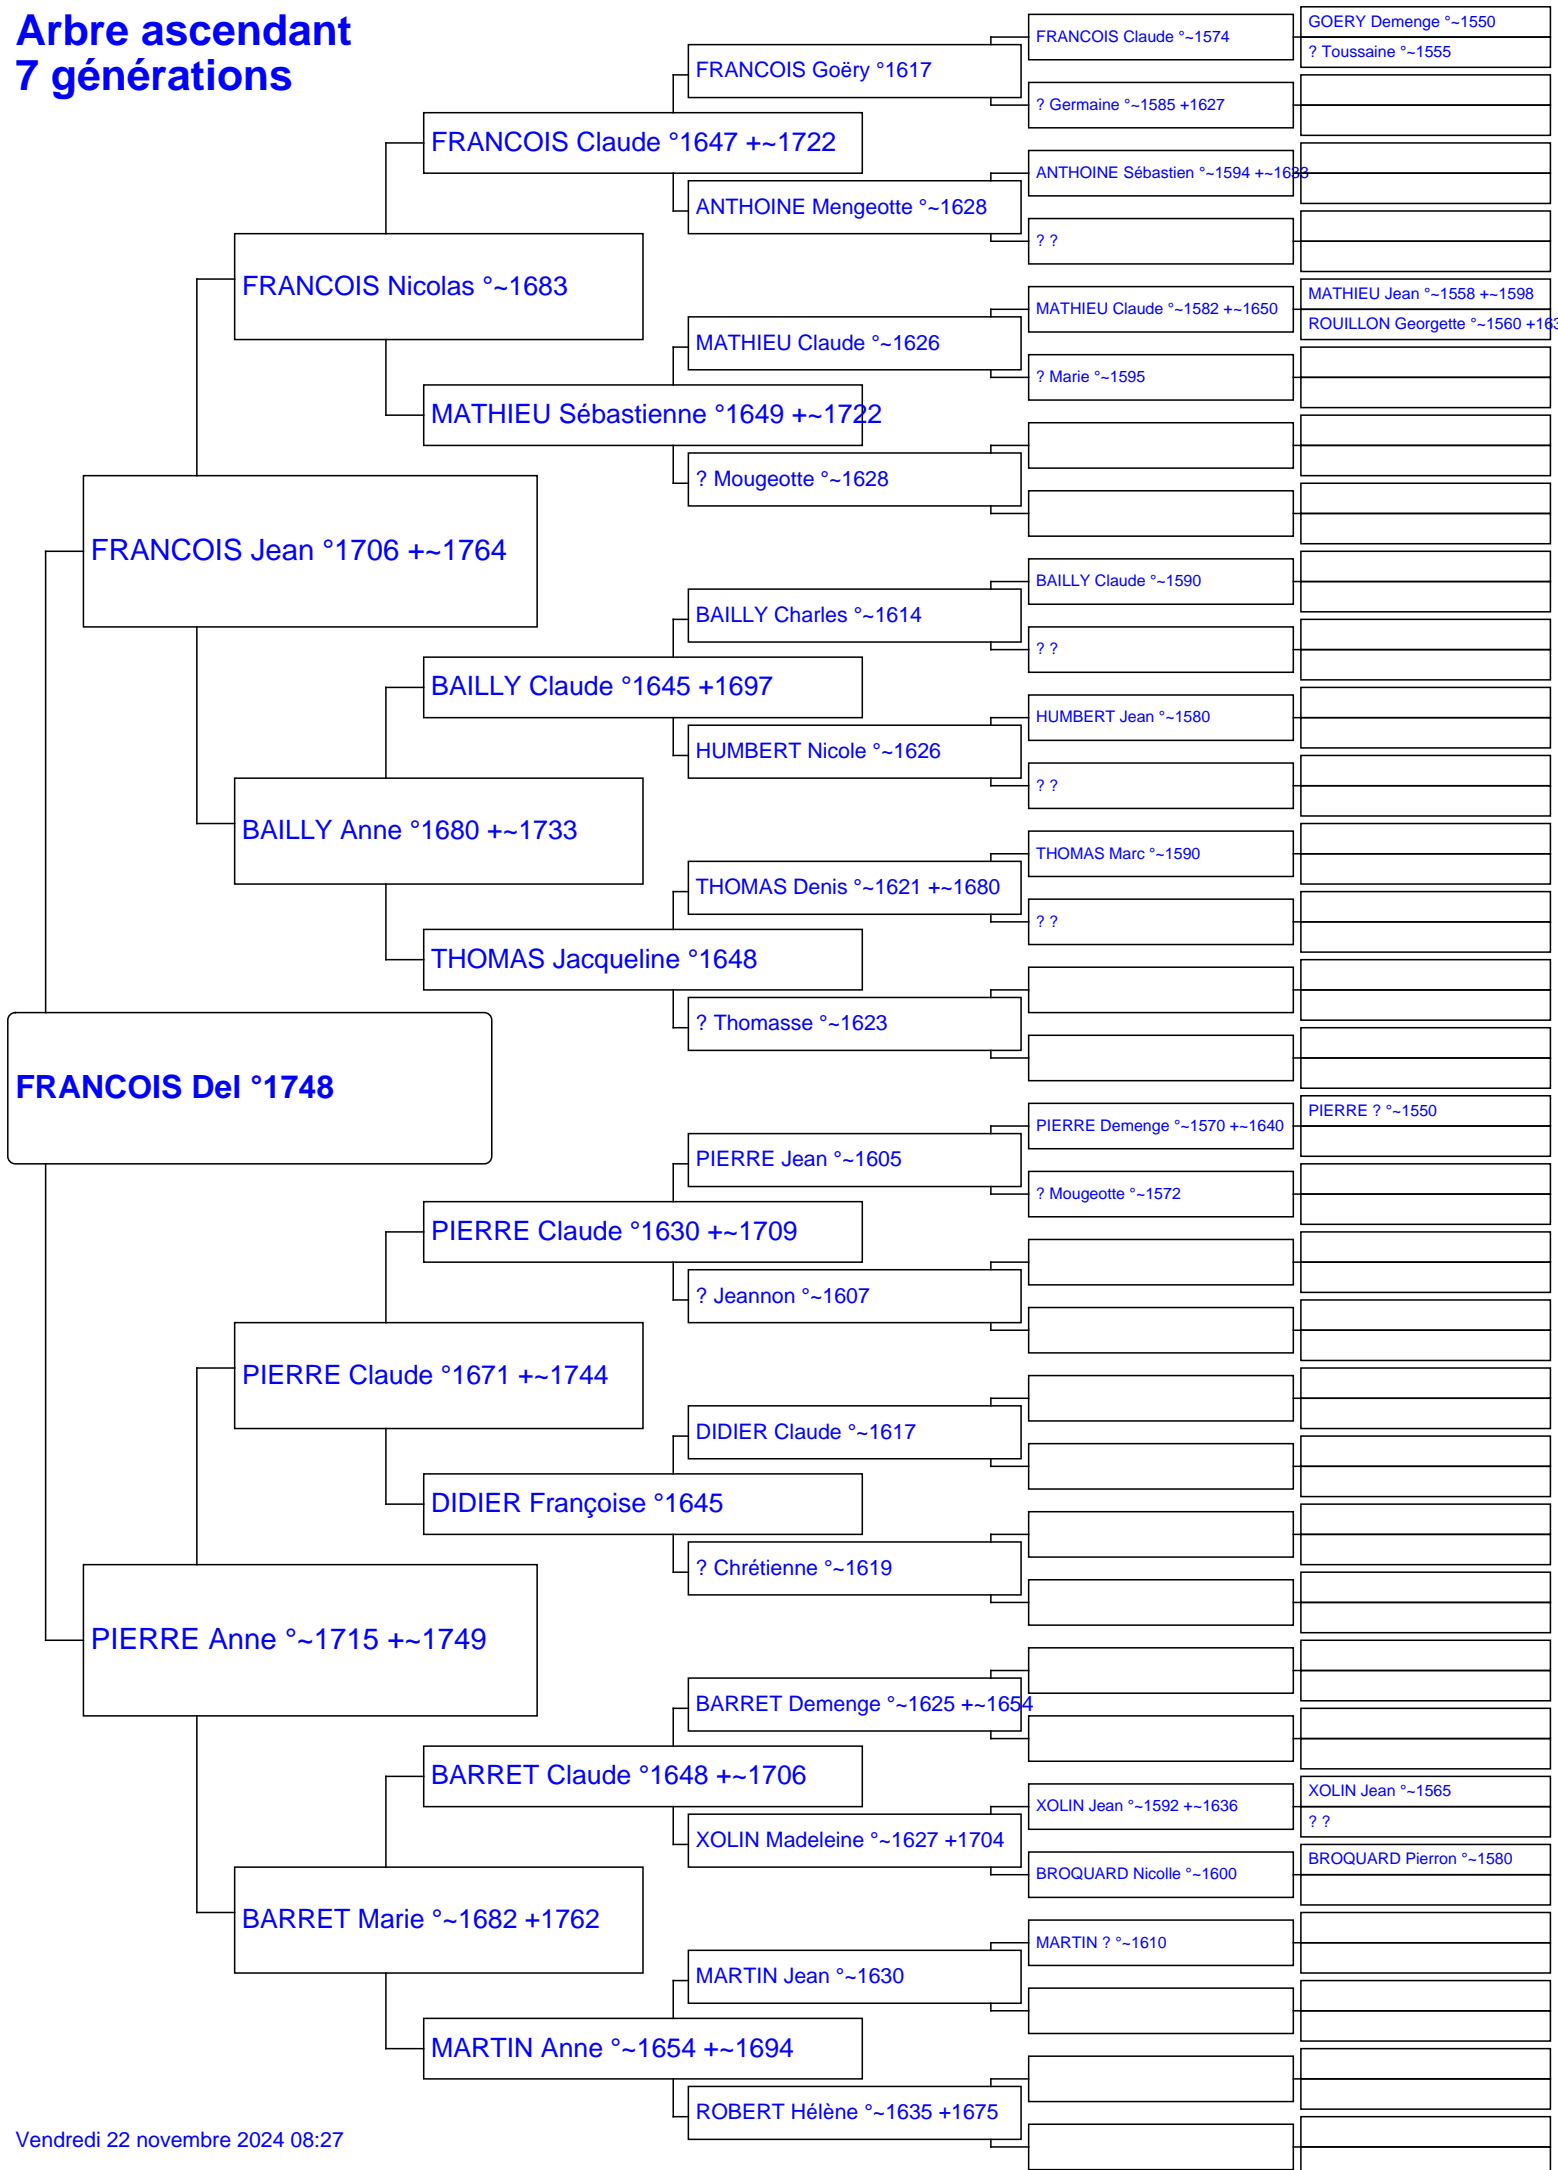 Arbre ascendant
7 générations
FRANCOIS Claude °~1574
GOERY Demenge °~1550
? Toussaine °~1555
FRANCOIS Goëry °1617
? Germaine °~1585 +1627
FRANCOIS Claude °1647 +~1722
ANTHOINE Sébastien °~1594 +~1633
ANTHOINE Mengeotte °~1628
? ?
FRANCOIS Nicolas °~1683
MATHIEU Claude °~1582 +~1650
MATHIEU Jean °~1558 +~1598
ROUILLON Georgette °~1560 +163
MATHIEU Claude °~1626
? Marie °~1595
MATHIEU Sébastienne °1649 +~1722
? Mougeotte °~1628
FRANCOIS Jean °1706 +~1764
BAILLY Claude °~1590
BAILLY Charles °~1614
? ?
BAILLY Claude °1645 +1697
HUMBERT Jean °~1580
HUMBERT Nicole °~1626
? ?
BAILLY Anne °1680 +~1733
THOMAS Marc °~1590
THOMAS Denis °~1621 +~1680
? ?
THOMAS Jacqueline °1648
? Thomasse °~1623
FRANCOIS Del °1748
PIERRE Demenge °~1570 +~1640
PIERRE ? °~1550
PIERRE Jean °~1605
? Mougeotte °~1572
PIERRE Claude °1630 +~1709
? Jeannon °~1607
PIERRE Claude °1671 +~1744
DIDIER Claude °~1617
DIDIER Françoise °1645
? Chrétienne °~1619
PIERRE Anne °~1715 +~1749
BARRET Demenge °~1625 +~1654
BARRET Claude °1648 +~1706
XOLIN Jean °~1592 +~1636
XOLIN Jean °~1565
? ?
XOLIN Madeleine °~1627 +1704
BROQUARD Nicolle °~1600
BROQUARD Pierron °~1580
BARRET Marie °~1682 +1762
MARTIN ? °~1610
MARTIN Jean °~1630
MARTIN Anne °~1654 +~1694
ROBERT Hélène °~1635 +1675
Vendredi 22 novembre 2024 08:27